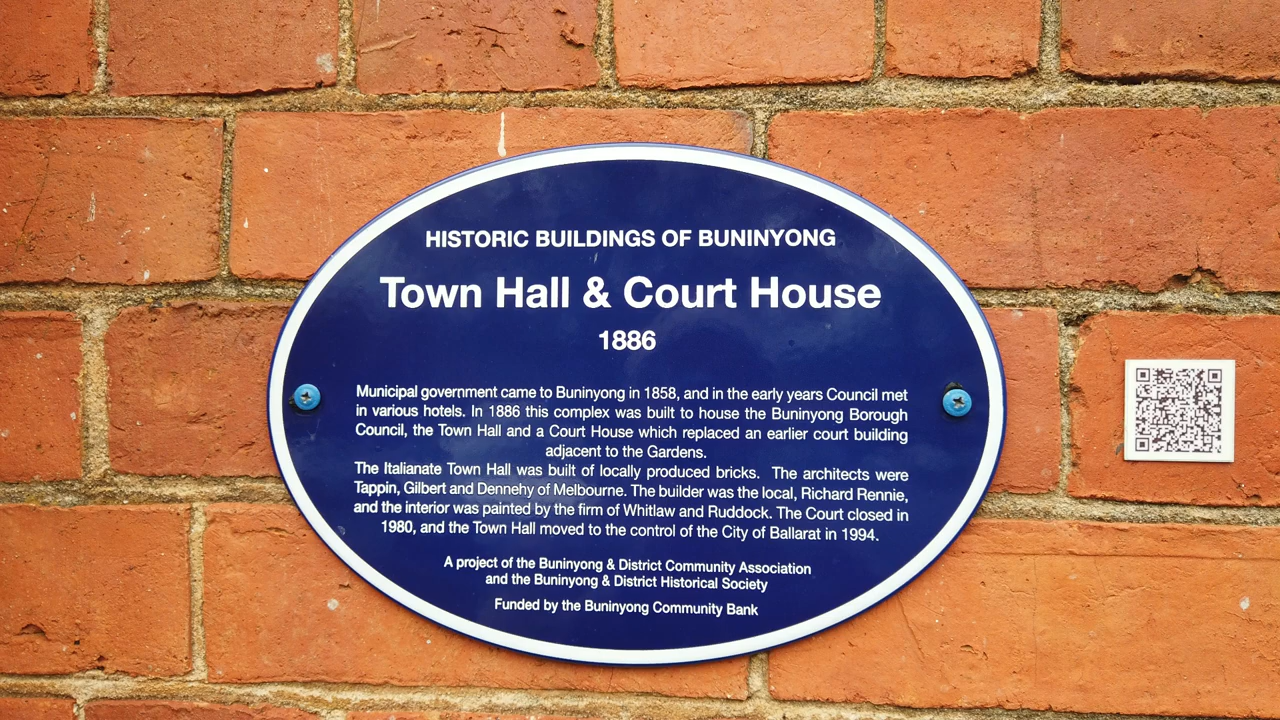 HISTORIC BUILDINGS OF BUNINYONG
Town Hall & Court House
1886
Municipal government came to Buninyong in 1858, and in the early years Council met
in various hotels. In 1886 this complex was built to house the Buninyong Borough
Council, the Town Hall and a Court House which replaced an earlier court building
adjacent to the Gardens.
The Italianate Town Hall was built of locally produced bricks. The architects were
Tappin, Gilbert and Dennehy of Melbourne. The builder was the local, Richard Rennie,
and the interior was painted by the firm of Whitlaw and Ruddock. The Court closed in
1980, and the Town Hall moved to the control of the City of Ballarat in 1994.
A project of the Buninyong & District Community Association
and the Buninyong & District Historical Society
Funded by the Buninyong Community Bank